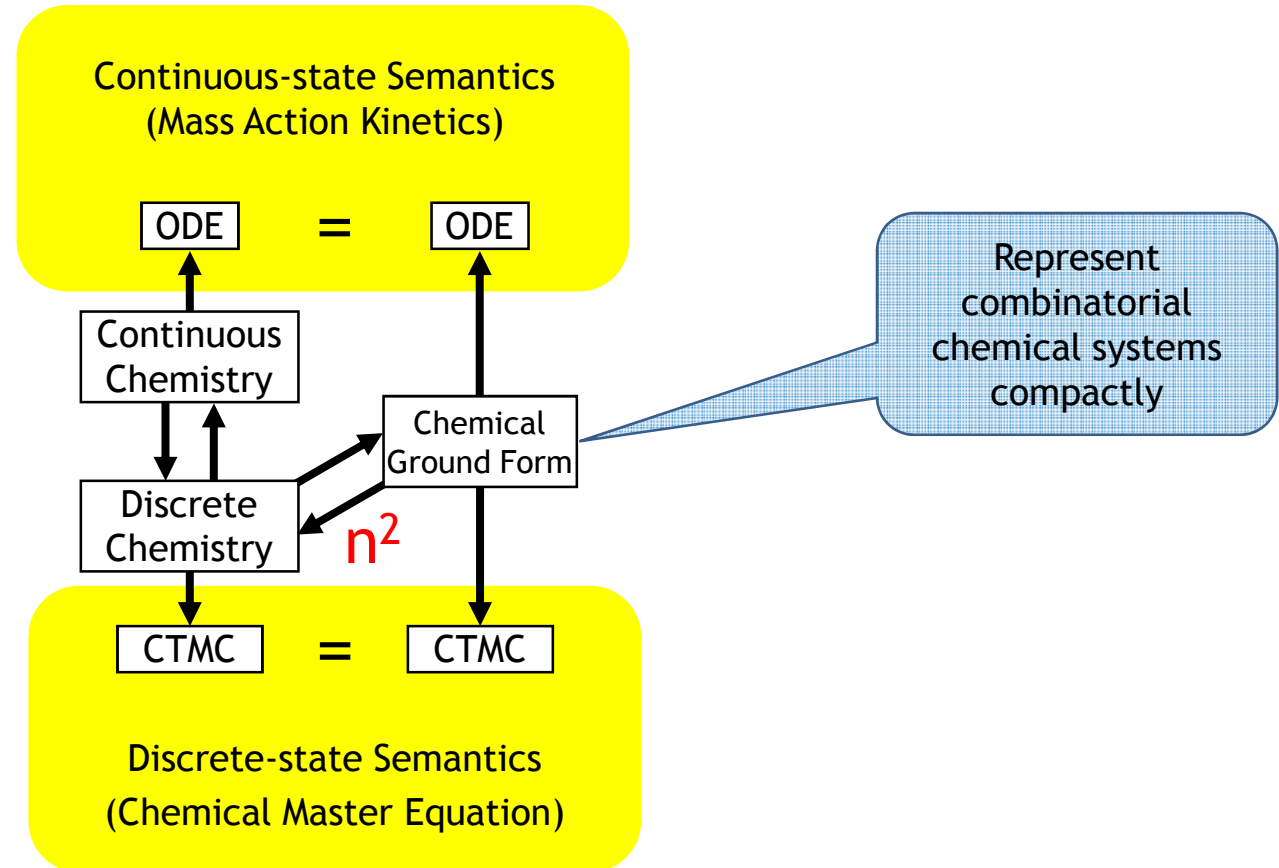 Continuous-state Semantics
(Mass Action Kinetics)
ODE = ODE
Continuous
Chemistry
Represent
combinatorial
chemical systems
compactly
Chemical
Ground Form
Discrete
Chemistry
n²
CTMC = CTMC
Discrete-state Semantics
(Chemical Master Equation)